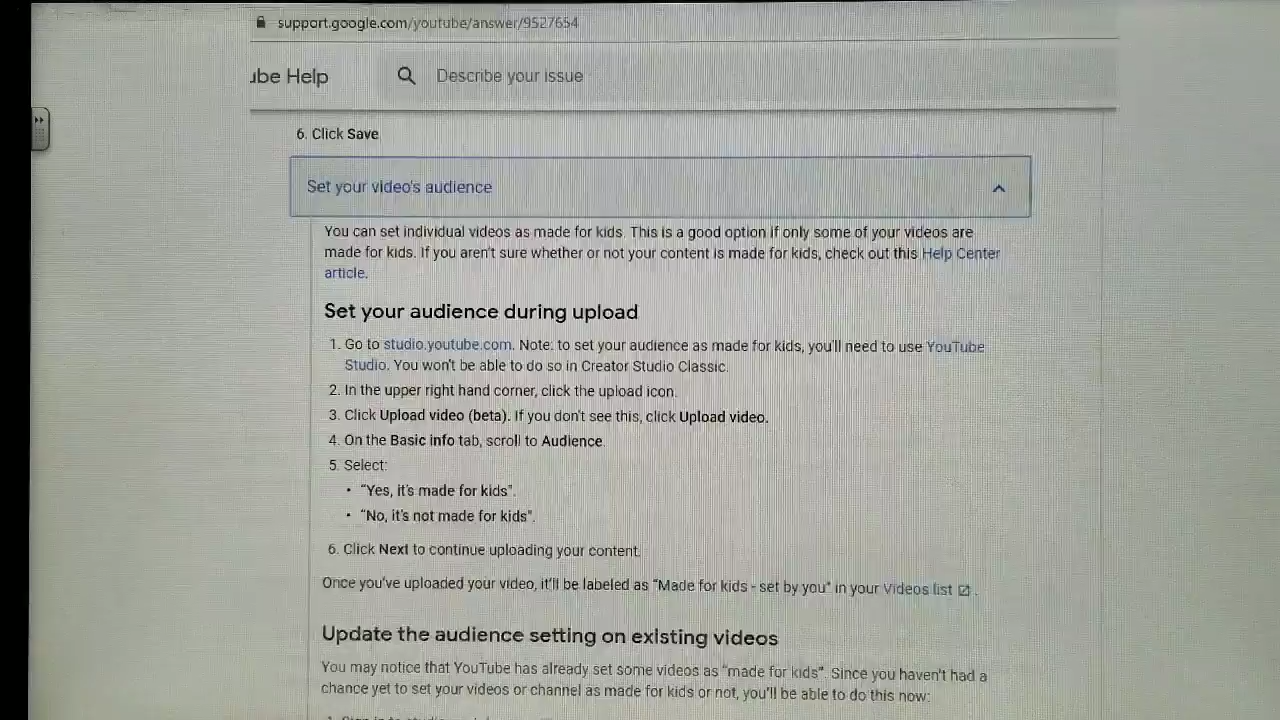 support.google.com/youtube/answer/9527654
ube Help
Describe your issue
6. Click Save
Set your video's audience
You can set individual videos as made for kids. This is a good option if only some of your videos are
made for kids. If you aren't sure whether or not your content is made for kids, check out this Help Center
article.
Set your audience during upload
1. Go to studio.youtube.com. Note: to set your audience as made for kids, you'll need to use YouTube
Studio. You won't be able to do so in Creator Studio Classic.
2. In the upper right hand corner, click the upload icon.
3. Click Upload video (beta). If you don't see this, click Upload video.
4. On the Basic info tab, scroll to Audience.
5. Select:
• "Yes, it's made for kids".
• "No, it's not made for kids".
6. Click Next to continue uploading your content.
Once you've uploaded your video, it'll be labeled as "Made for kids - set by you" in your Videos list .
Update the audience setting on existing videos
You may notice that YouTube has already set some videos as "made for kids". Since you haven't had a
chance yet to set your videos or channel as made for kids or not, you'll be able to do this now: